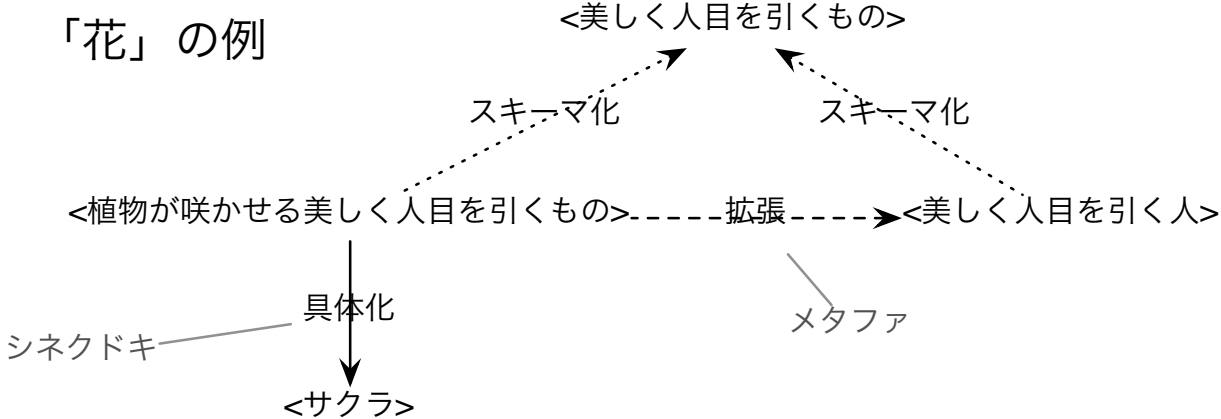 「花」の例
<美しく人目を引くもの>
スキーマ化
スキーマ化
<植物が咲かせる美しく人目を引くもの>
拡張
<美しく人目を引く人>
具体化
シネクドキ
メタファ
<サクラ>